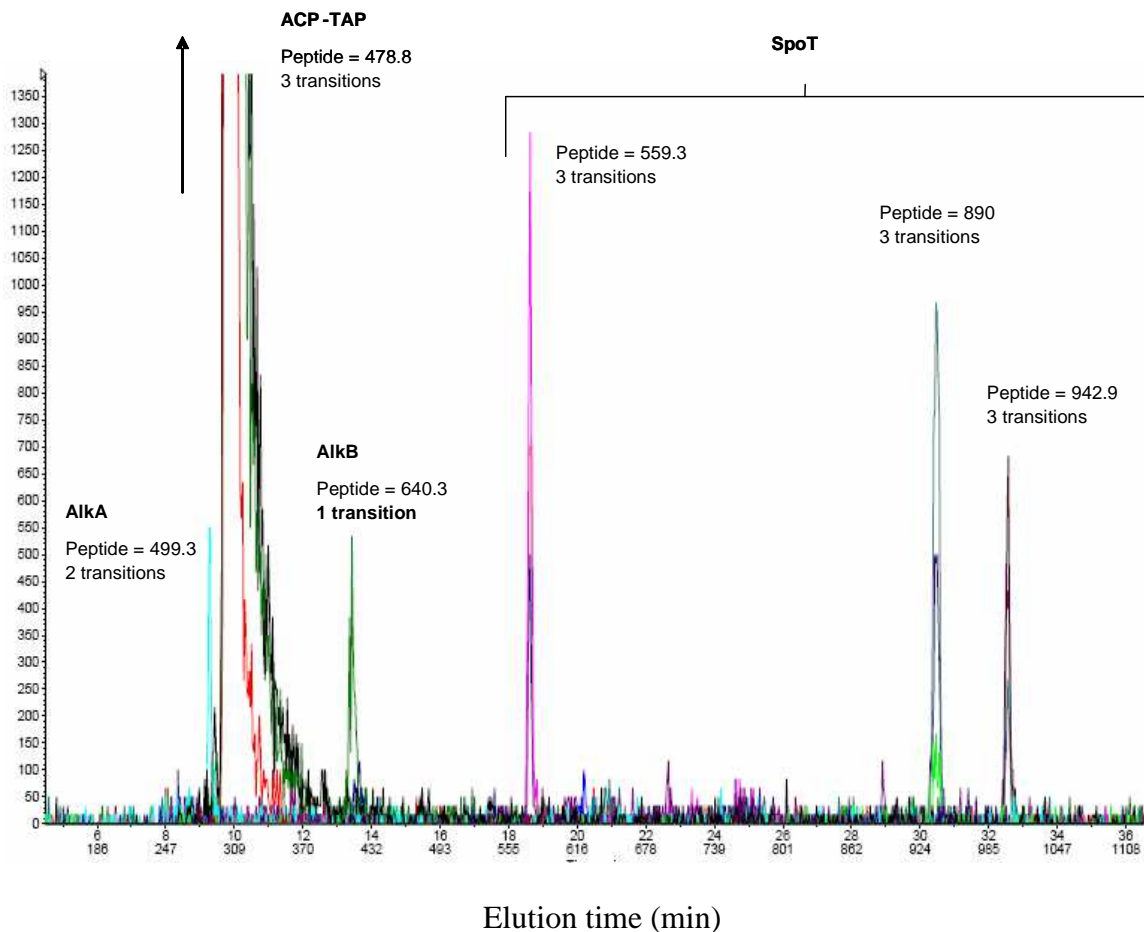 ACP-TAP
Peptide = 478.8
3 transitions
SpoT
Peptide = 559.3
3 transitions
Peptide = 890
3 transitions
Peptide = 942.9
3 transitions
AlkB
Peptide = 640.3
1 transition
AlkA
Peptide = 499.3
2 transitions
1350
1300
1250
1200
1150
1100
1050
1000
950
900
850
800
750
700
650
600
550
500
450
400
350
300
250
200
150
100
50
0
6 8 10 12 14 16 18 20 22 24 26 28 30 32 34 36
186 247 309 370 432 493 555 616 678 739 801 862 924 985 1047 1108
Elution time (min)